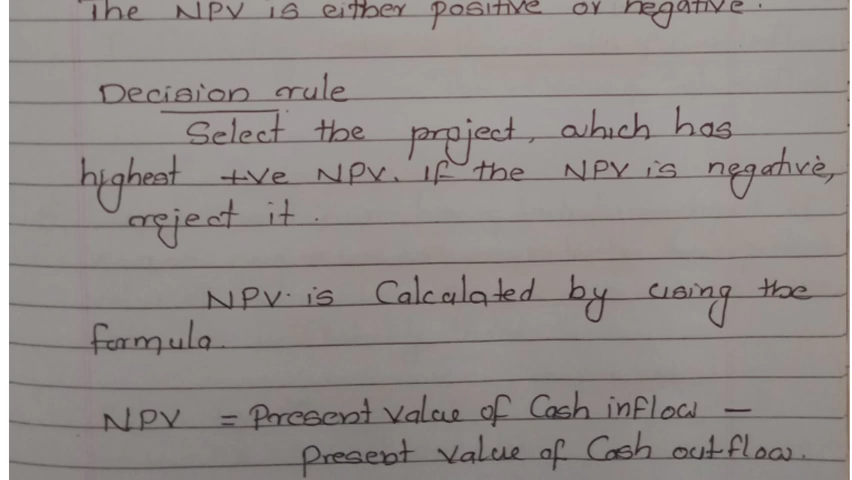 The NPV is either positive or negative.
Decision rule
Select the project, which has
highest +ve NPV. If the NPV is negative,
reject it.
NPV. is Calculated by using the
formula.
NPV = Present value of Cash inflow –
Present value of Cash outflow.